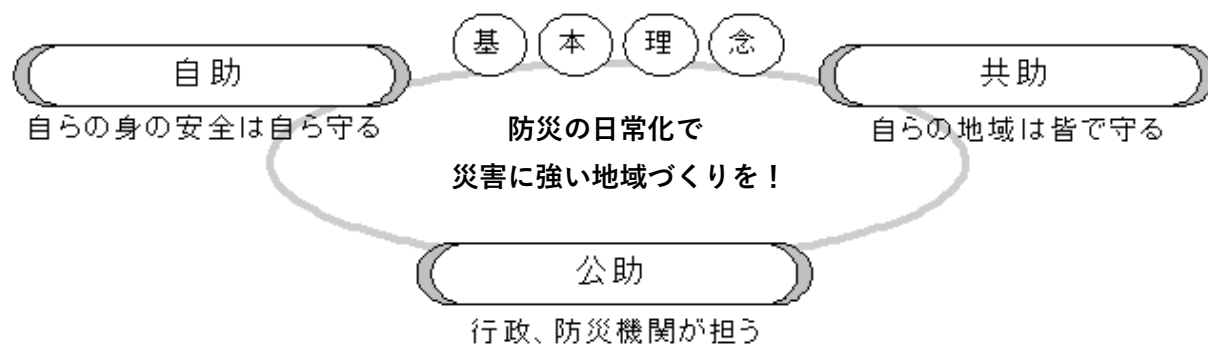 基本理念
自助
自らの身の安全は自ら守る
共助
自らの地域は皆で守る
防災の日常化で
災害に強い地域づくりを！
公助
行政、防災機関が担う